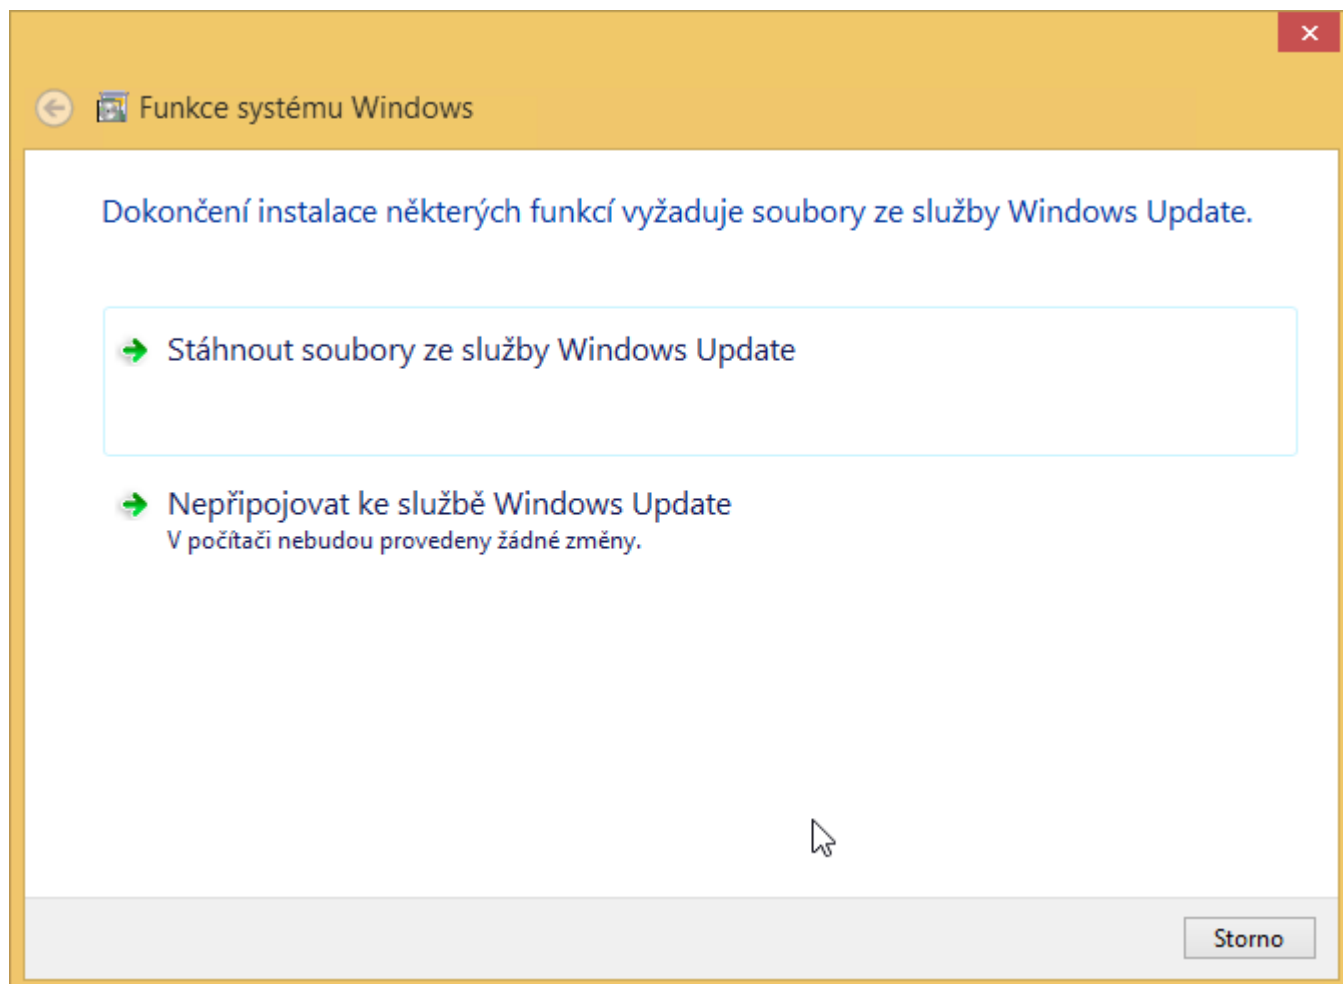 Funkce systému Windows
Dokončení instalace některých funkcí vyžaduje soubory ze služby Windows Update.
Stáhnout soubory ze služby Windows Update
Nepřipojovat ke službě Windows Update
V počítači nebudou provedeny žádné změny.
Storno